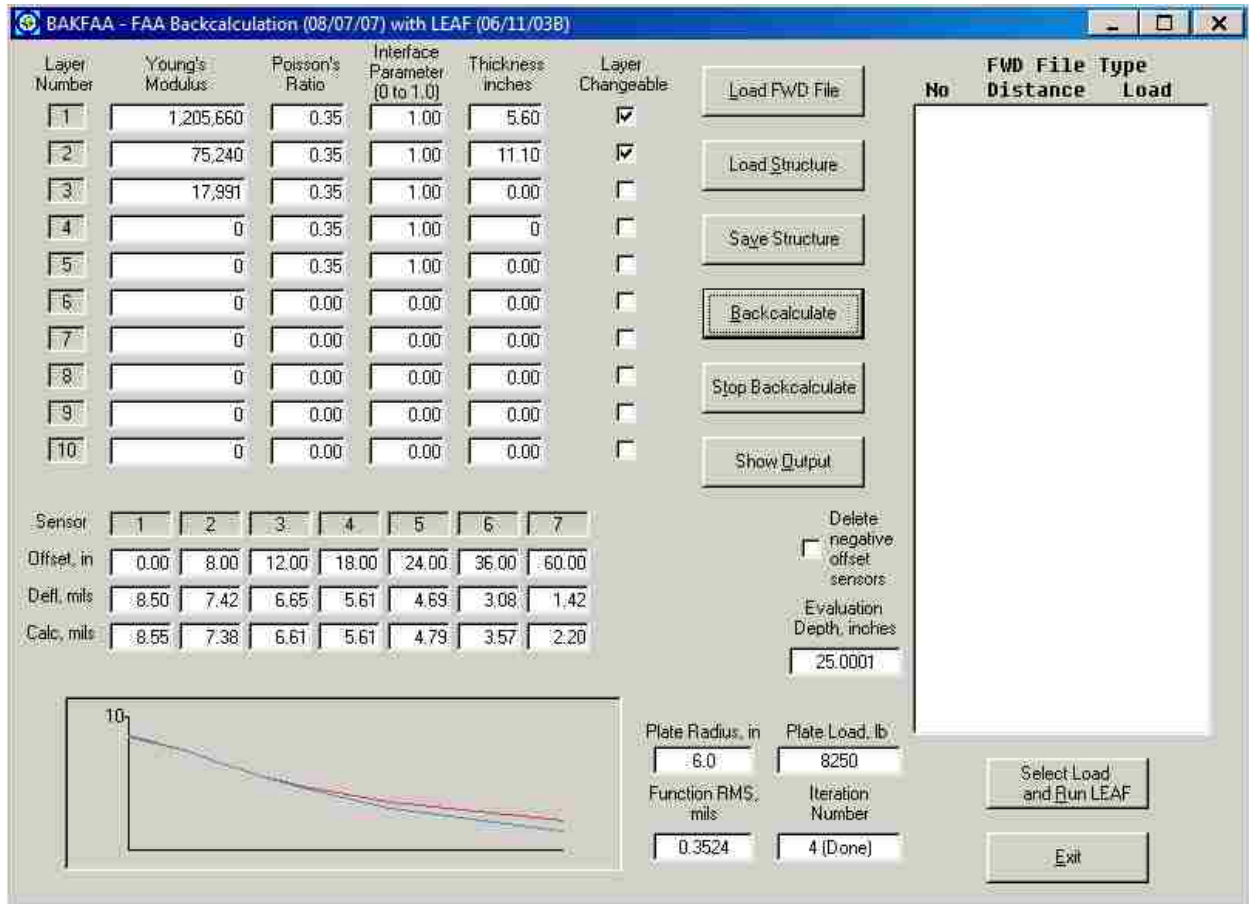 BAKFAA - FAA Backcalculation (08/07/07) with LEAF (06/11/03B)
Layer Number Young's Modulus Poisson's Ratio Interface Parameter (0 to 1.0) Thickness inches Layer Changeable
1 1,205,660 0.35 1.00 5.60
2 75,240 0.35 1.00 11.10
3 17,991 0.35 1.00 0.00
4 0 0.35 1.00 0
5 0 0.35 1.00 0.00
6 0 0.00 0.00 0.00
7 0 0.00 0.00 0.00
8 0 0.00 0.00 0.00
9 0 0.00 0.00 0.00
10 0 0.00 0.00 0.00
Load FWD File
Load Structure
Save Structure
Backcalculate
Stop Backcalculate
Show Output
FWD File Type
No Distance Load
Sensor 1 2 3 4 5 6 7
Offset, in 0.00 8.00 12.00 18.00 24.00 36.00 60.00
Defl, mils 8.50 7.42 6.65 5.61 4.69 3.08 1.42
Calc, mils 8.55 7.38 6.61 5.61 4.79 3.57 2.20
Delete
negative
offset
sensors
Evaluation
Depth, inches
25.0001
10
Plate Radius, in Plate Load, lb
6.0 8250
Function RMS, mils Iteration Number
0.3524 4 (Done)
Select Load
and Run LEAF
Exit